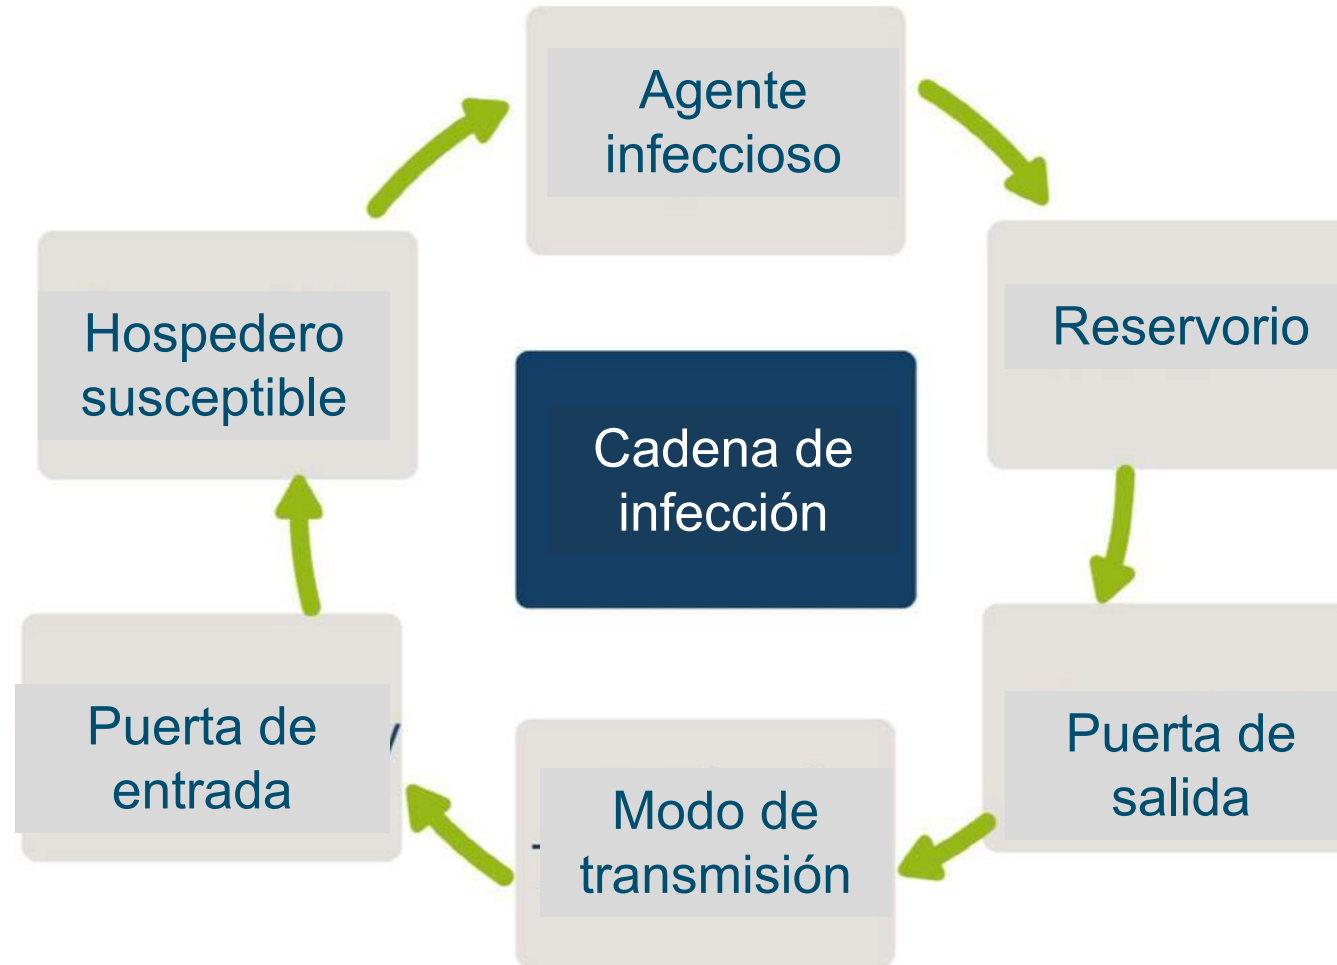 Agente
infeccioso
Reservorio
Puerta de
salida
Modo de
transmisión
Puerta de
entrada
Hospedero
susceptible
Cadena de
infección